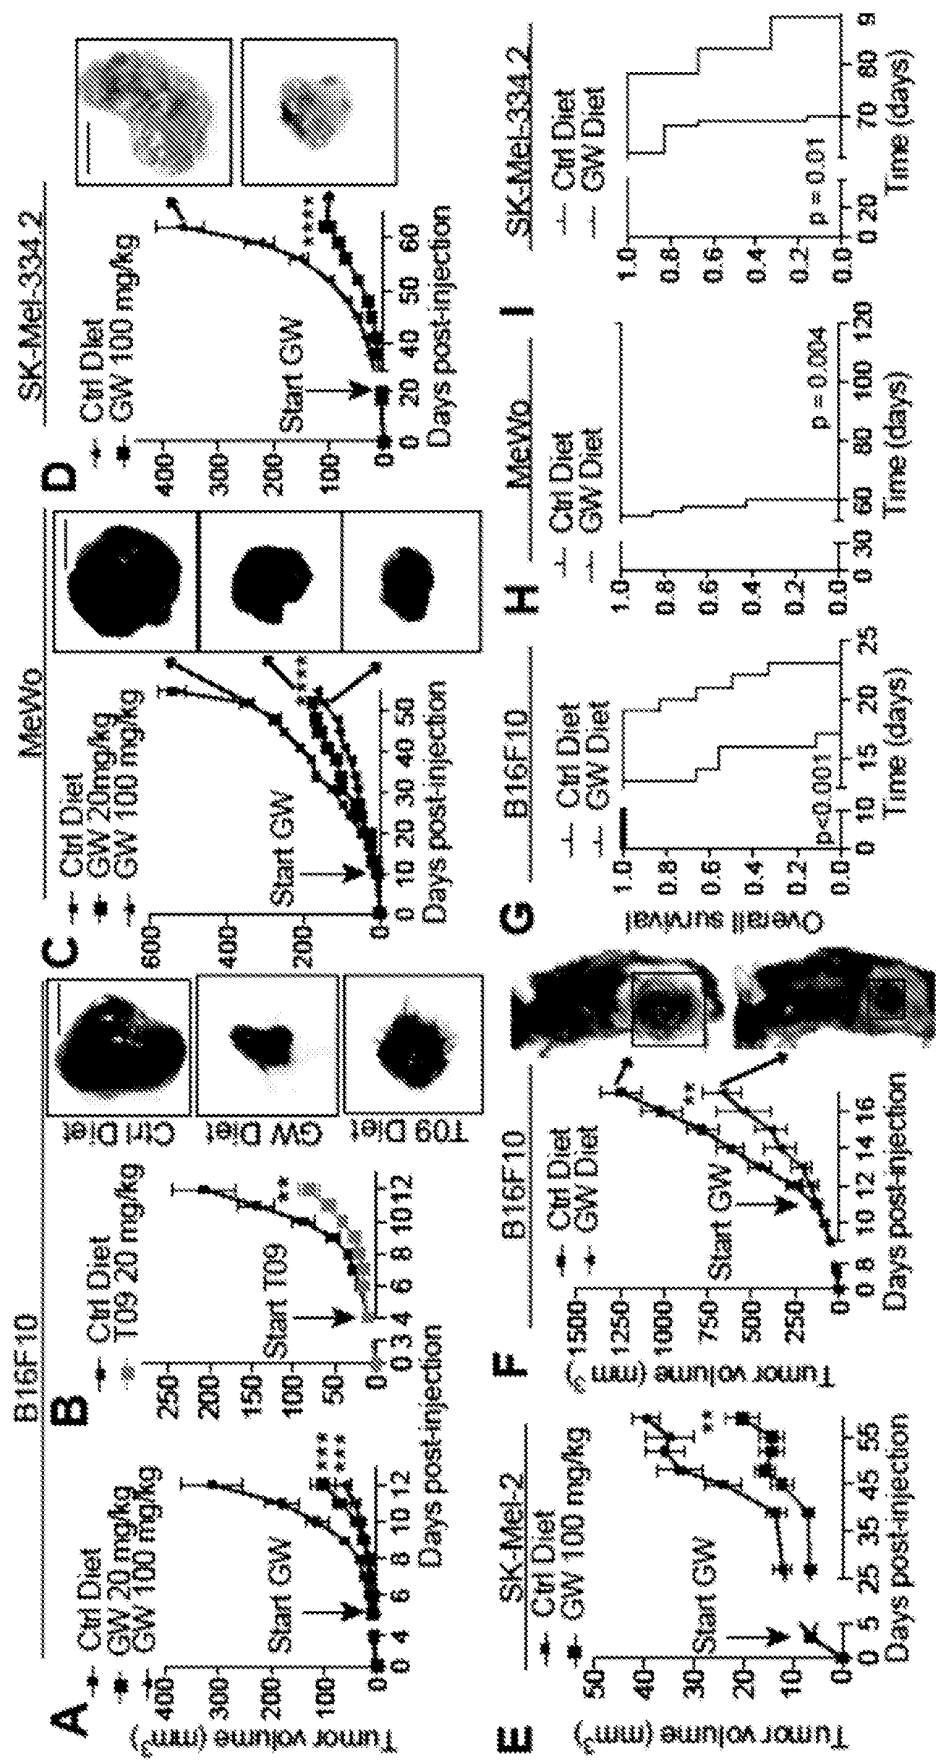 B16F10
A
Ctrl Diet
GW 20 mg/kg
GW 100 mg/kg
Tumor volume (mm3)
400
300
200
100
0
Start GW
***
***
0 4 6 8 10 12
B
Ctrl Diet
T09 20 mg/kg
250
200
150
100
50
0
Start T09
**
0 3 4 6 8 10 12
Days post-injection
Ctrl Diet
GW Diet
T09 Diet
MeWo
C
Ctrl Diet
GW 20mg/kg
GW 100 mg/kg
600
400
200
0
Start GW
****
0 10 20 30 40 50
Days post-injection
SK-Mel-334.2
D
Ctrl Diet
GW 100 mg/kg
400
300
200
100
0
Start GW
****
0 20 40 50 60
Days post-injection
SK-Mel-2
E
Ctrl Diet
GW 100 mg/kg
Tumor volume (mm3)
50
40
30
20
10
0
Start GW
**
0 5 25 35 45 55
Days post-injection
B16F10
F
Ctrl Diet
GW Diet
Tumor volume (mm3)
1500
1250
1000
750
500
250
0
Start GW
**
0 8 10 12 14 16
Days post-injection
B16F10
G
Ctrl Diet
GW Diet
Overall survival
1.0
0.8
0.6
0.4
0.2
0.0
p<0.001
0 10 15 20 25
Time (days)
MeWo
H
Ctrl Diet
GW Diet
1.0
0.8
0.6
0.4
0.2
0.0
p = 0.004
0 30 60 80 100 120
Time (days)
SK-Mel-334.2
I
Ctrl Diet
GW Diet
1.0
0.8
0.6
0.4
0.2
0.0
p = 0.01
0 20 70 80 9
Time (days)